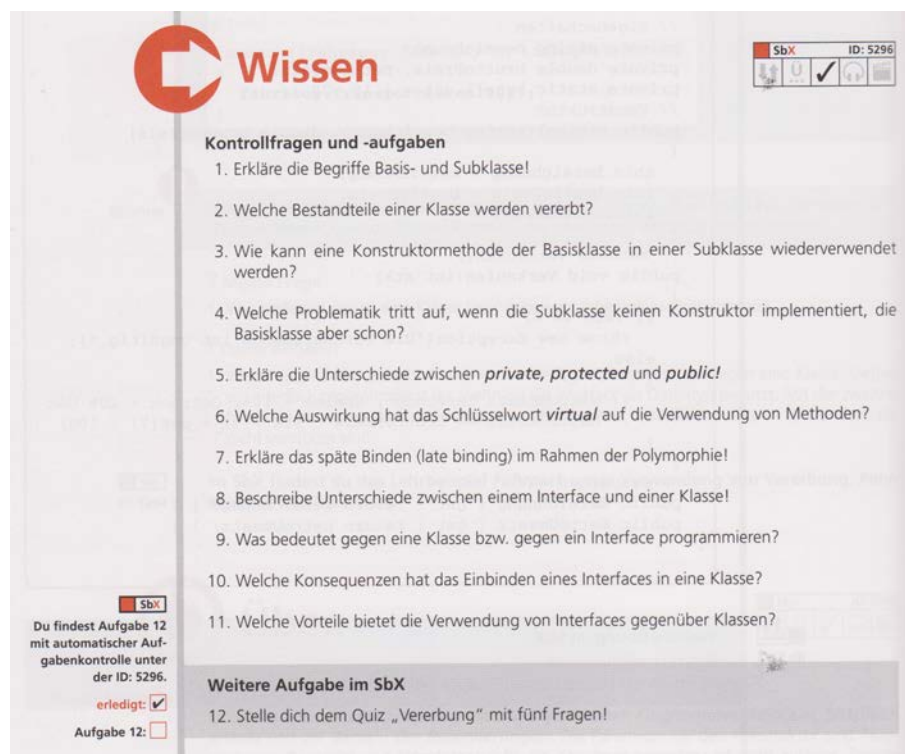 Wissen
SbX ID: 5296
Ü
Kontrollfragen und -aufgaben
1. Erkläre die Begriffe Basis- und Subklasse!
2. Welche Bestandteile einer Klasse werden vererbt?
3. Wie kann eine Konstruktormethode der Basisklasse in einer Subklasse wiederverwendet
werden?
4. Welche Problematik tritt auf, wenn die Subklasse keinen Konstruktor implementiert, die
Basisklasse aber schon?
5. Erkläre die Unterschiede zwischen private, protected und public!
6. Welche Auswirkung hat das Schlüsselwort virtual auf die Verwendung von Methoden?
7. Erkläre das späte Binden (late binding) im Rahmen der Polymorphie!
8. Beschreibe Unterschiede zwischen einem Interface und einer Klasse!
9. Was bedeutet gegen eine Klasse bzw. gegen ein Interface programmieren?
10. Welche Konsequenzen hat das Einbinden eines Interfaces in eine Klasse?
11. Welche Vorteile bietet die Verwendung von Interfaces gegenüber Klassen?
SbX
Du findest Aufgabe 12
mit automatischer Auf-
gabenkontrolle unter
der ID: 5296.
erledigt:
Aufgabe 12:
Weitere Aufgabe im SbX
12. Stelle dich dem Quiz „Vererbung" mit fünf Fragen!